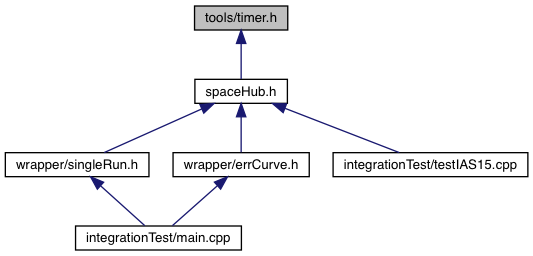 tools/timer.h
spaceHub.h
wrapper/singleRun.h
wrapper/errCurve.h
integrationTest/testIAS15.cpp
integrationTest/main.cpp